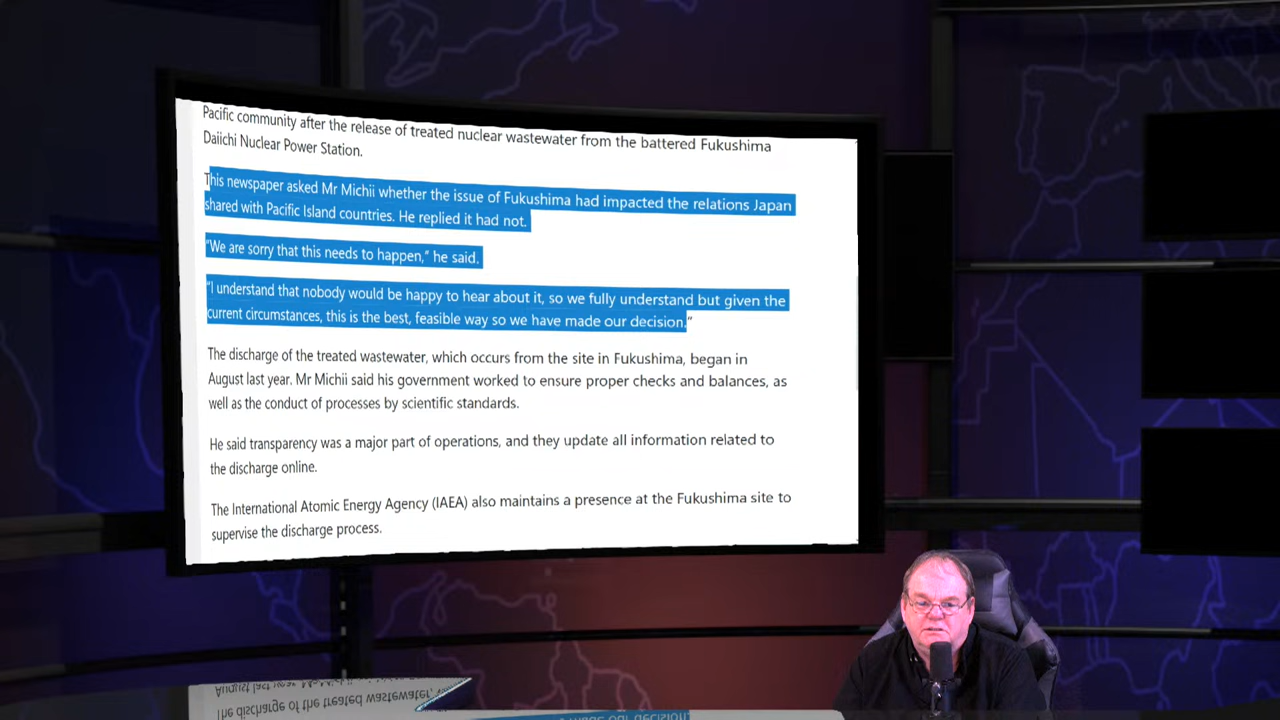 Pacific community after the release of treated nuclear wastewater from the battered Fukushima
Daiichi Nuclear Power Station.
This newspaper asked Mr Michii whether the issue of Fukushima had impacted the relations Japan
shared with Pacific Island countries. He replied it had not.
“We are sorry that this needs to happen,” he said.
“I understand that nobody would be happy to hear about it, so we fully understand but given the
current circumstances, this is the best, feasible way so we have made our decision.”
The discharge of the treated wastewater, which occurs from the site in Fukushima, began in
August last year. Mr Michii said his government worked to ensure proper checks and balances, as
well as the conduct of processes by scientific standards.
He said transparency was a major part of operations, and they update all information related to
the discharge online.
The International Atomic Energy Agency (IAEA) also maintains a presence at the Fukushima site to
supervise the discharge process.